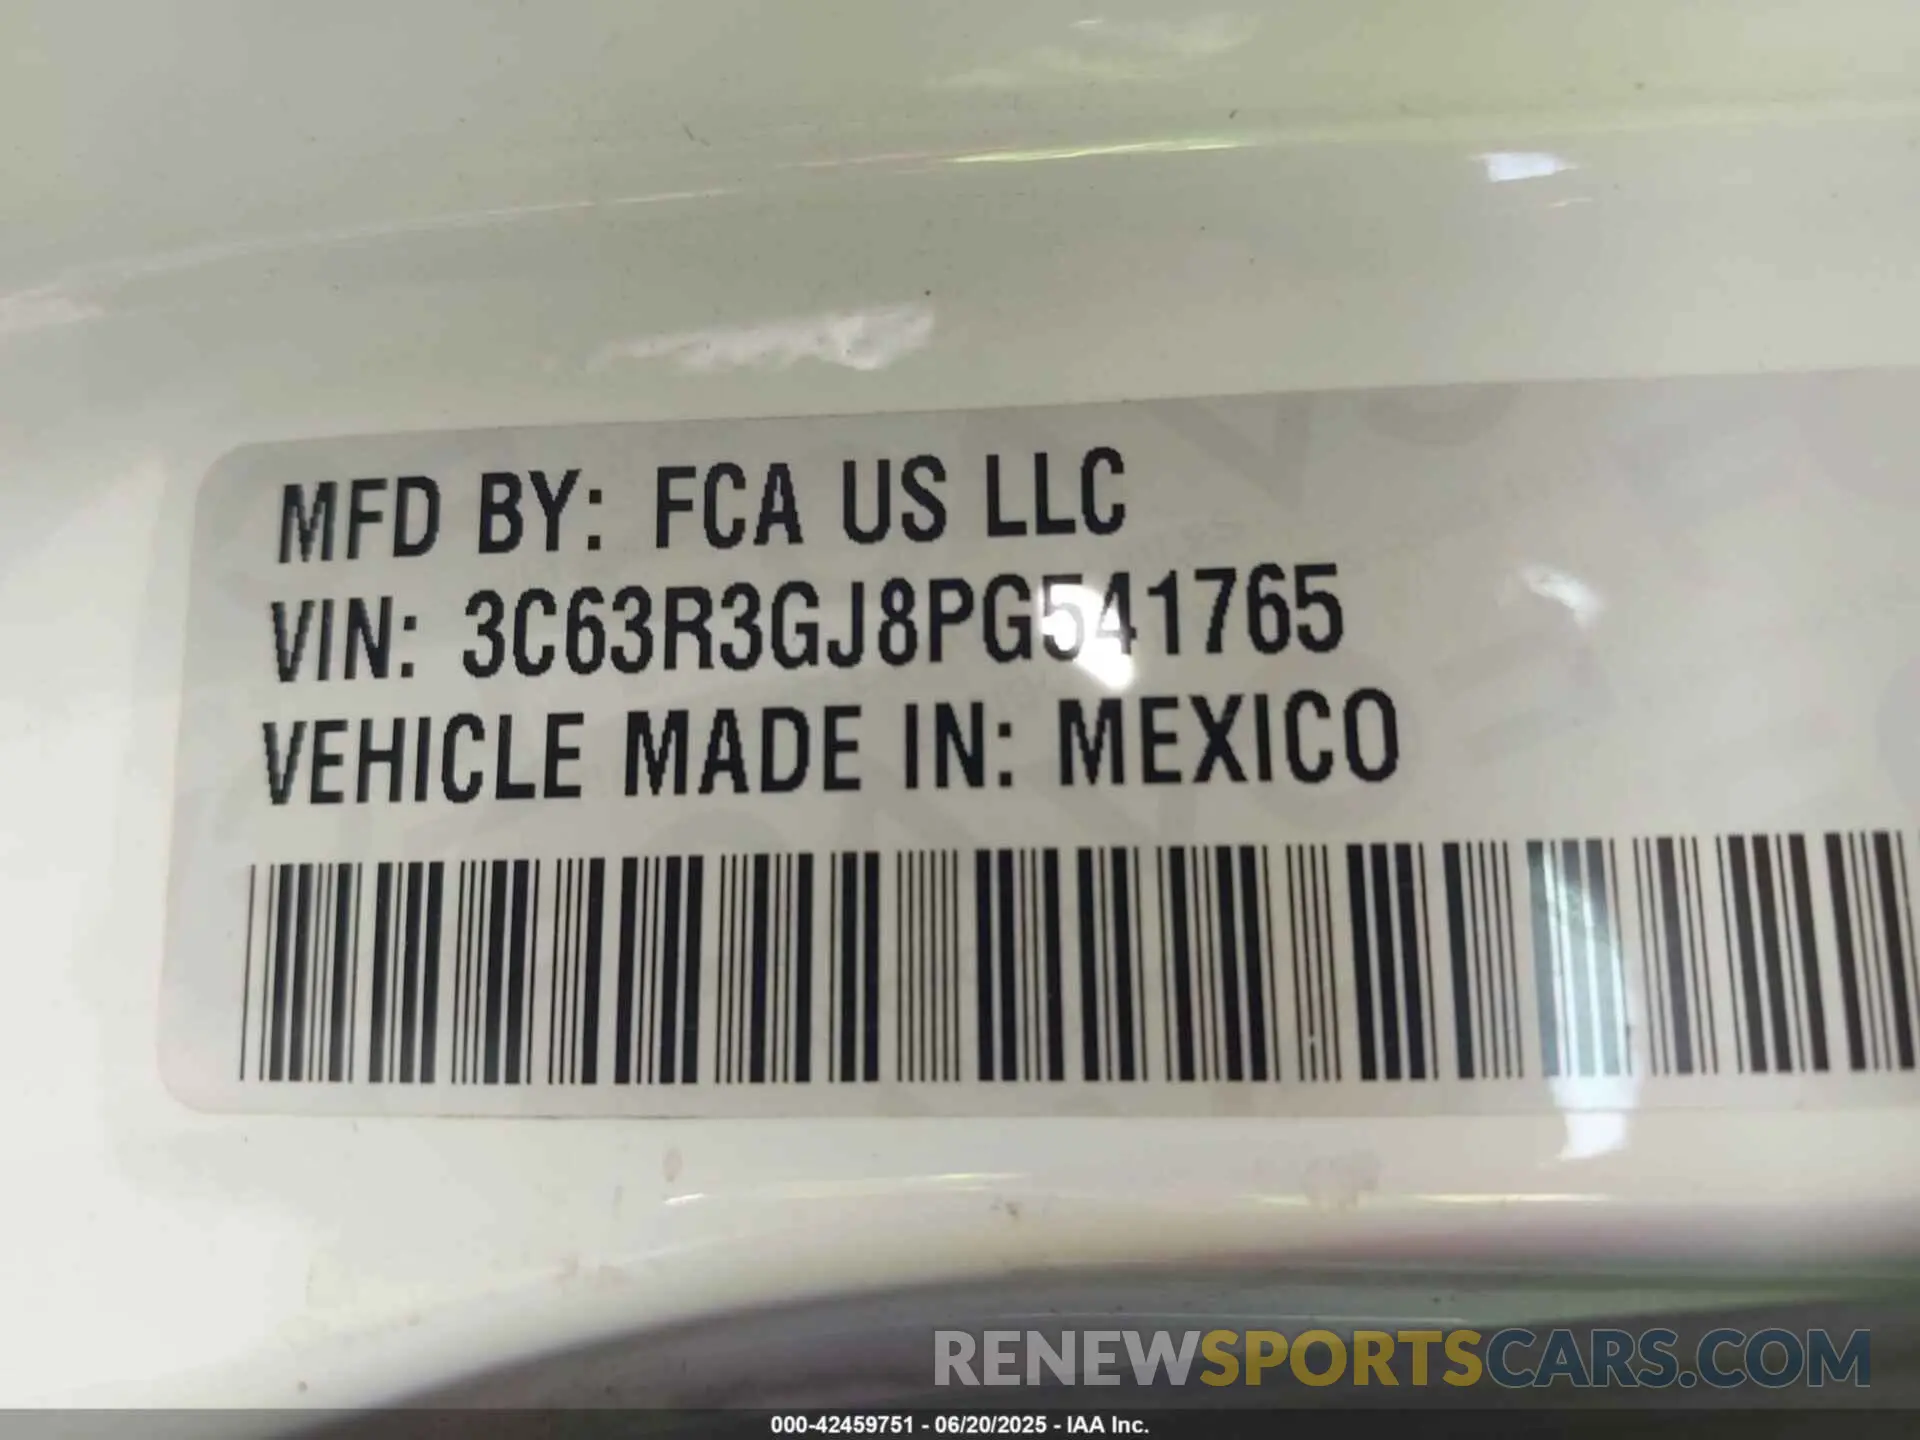 MFD BY: FCA US LLC
VIN: 3C63R3GJ8PG541765
VEHICLE MADE IN: MEXICO
RENEWSPORTSCARS.COM
000-42459751 - 06/20/2025 - IAA Inc.